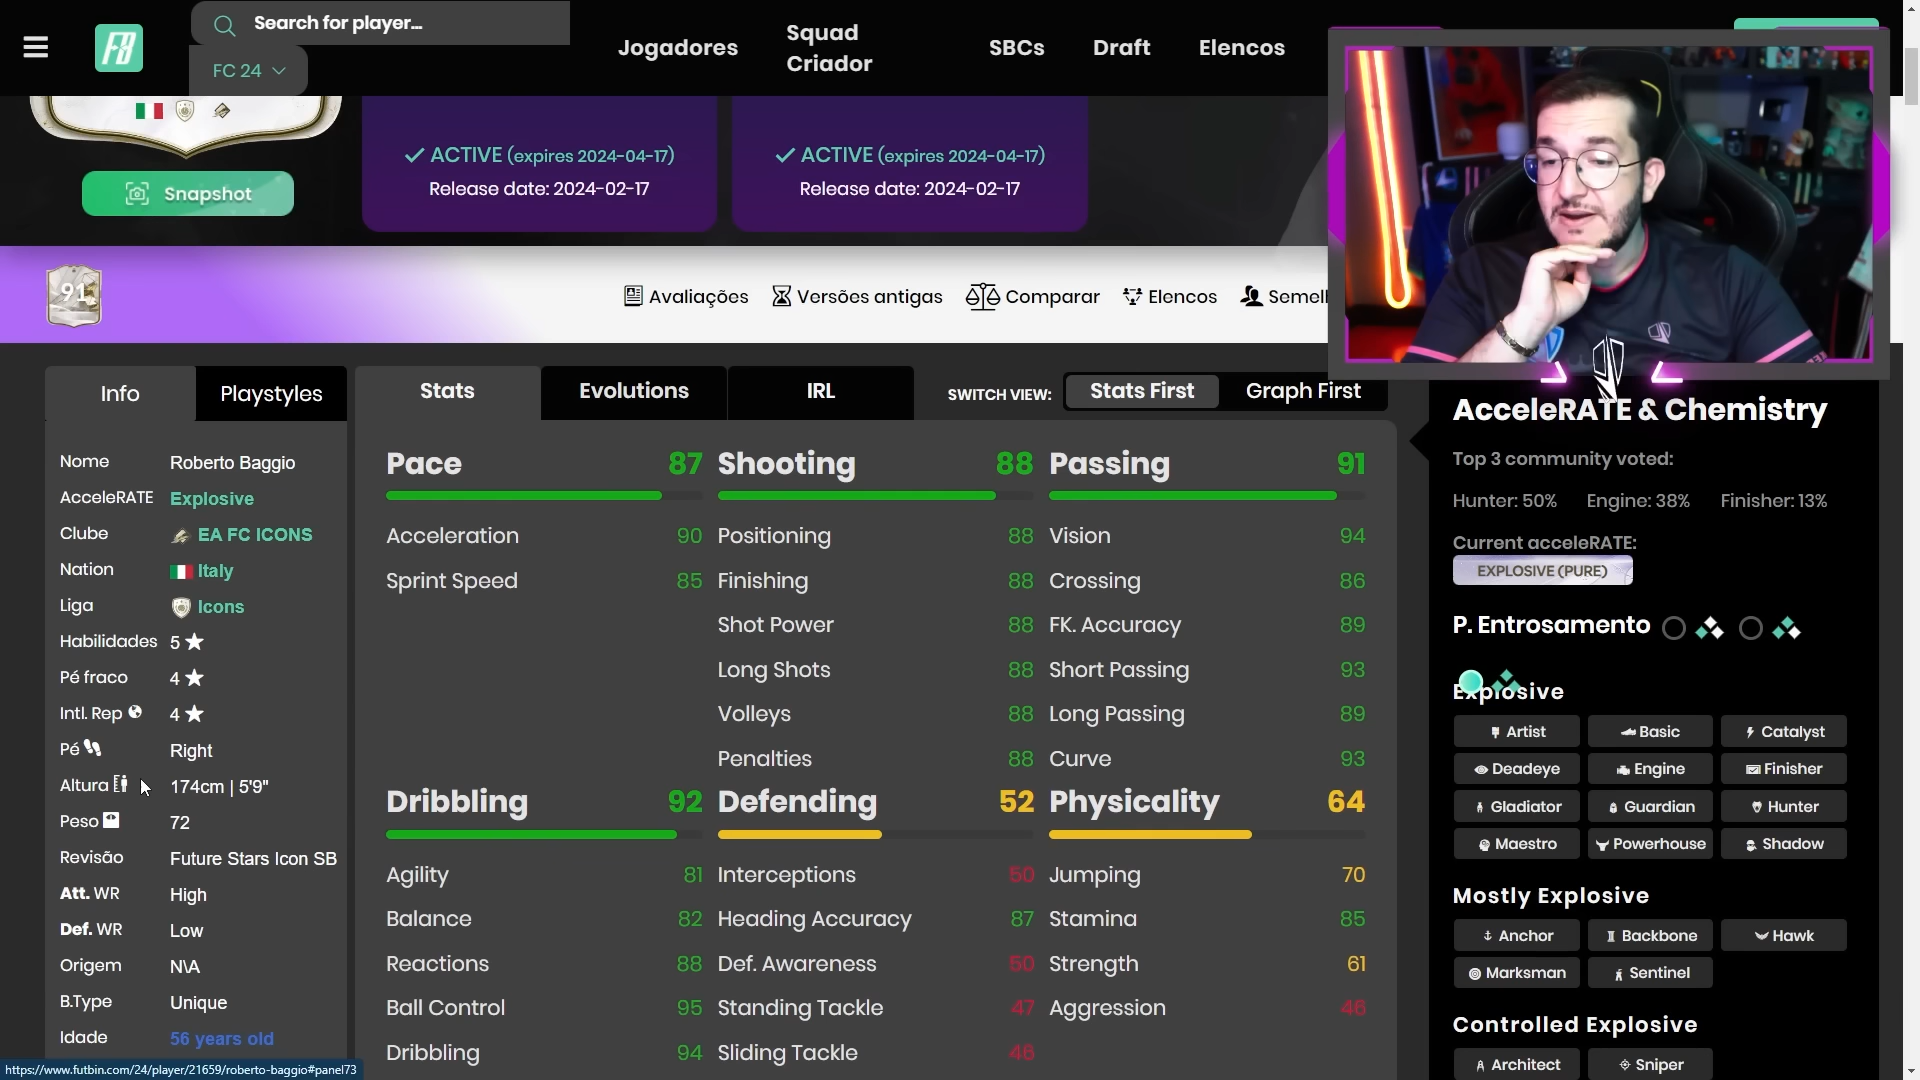 Search for player...
FC 24
Jogadores
Squad Criador
SBCs
Draft
Elencos
Snapshot
ACTIVE (expires 2024-04-17)
Release date: 2024-02-17
ACTIVE (expires 2024-04-17)
Release date: 2024-02-17
91
Avaliações
Versões antigas
Comparar
Elencos
Semell
Info
Playstyles
Stats
Evolutions
IRL
SWITCH VIEW:
Stats First
Graph First
Nome Roberto Baggio
AcceleRATE Explosive
Clube EA FC ICONS
Nation Italy
Liga Icons
Habilidades 5
Pé fraco 4
Intl. Rep 4
Pé Right
Altura 174cm | 5'9"
Peso 72
Revisão Future Stars Icon SB
Att. WR High
Def. WR Low
Origem N\A
B.Type Unique
Idade 56 years old
Pace 87
Acceleration 90
Sprint Speed 85
Shooting 88
Positioning 88
Finishing 88
Shot Power 88
Long Shots 88
Volleys 88
Penalties 88
Passing 91
Vision 94
Crossing 86
FK. Accuracy 89
Short Passing 93
Long Passing 89
Curve 93
Dribbling 92
Agility 81
Balance 82
Reactions 88
Ball Control 95
Dribbling 94
Defending 52
Interceptions 50
Heading Accuracy 87
Def. Awareness 50
Standing Tackle 47
Sliding Tackle 46
Physicality 64
Jumping 70
Stamina 85
Strength 61
Aggression 46
AcceleRATE & Chemistry
Top 3 community voted:
Hunter: 50% Engine: 38% Finisher: 13%
Current acceleRATE:
EXPLOSIVE (PURE)
P. Entrosamento
Explosive
Artist Basic Catalyst
Deadeye Engine Finisher
Gladiator Guardian Hunter
Maestro Powerhouse Shadow
Mostly Explosive
Anchor Backbone Hawk
Marksman Sentinel
Controlled Explosive
Architect Sniper
https://www.futbin.com/24/player/21659/roberto-baggio#panel73